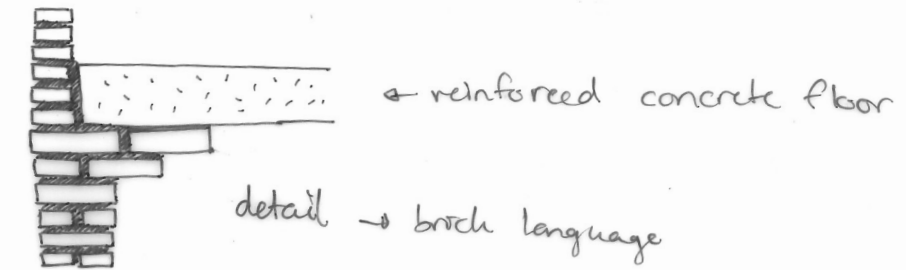 ← reinforced concrete floor
detail → brick language